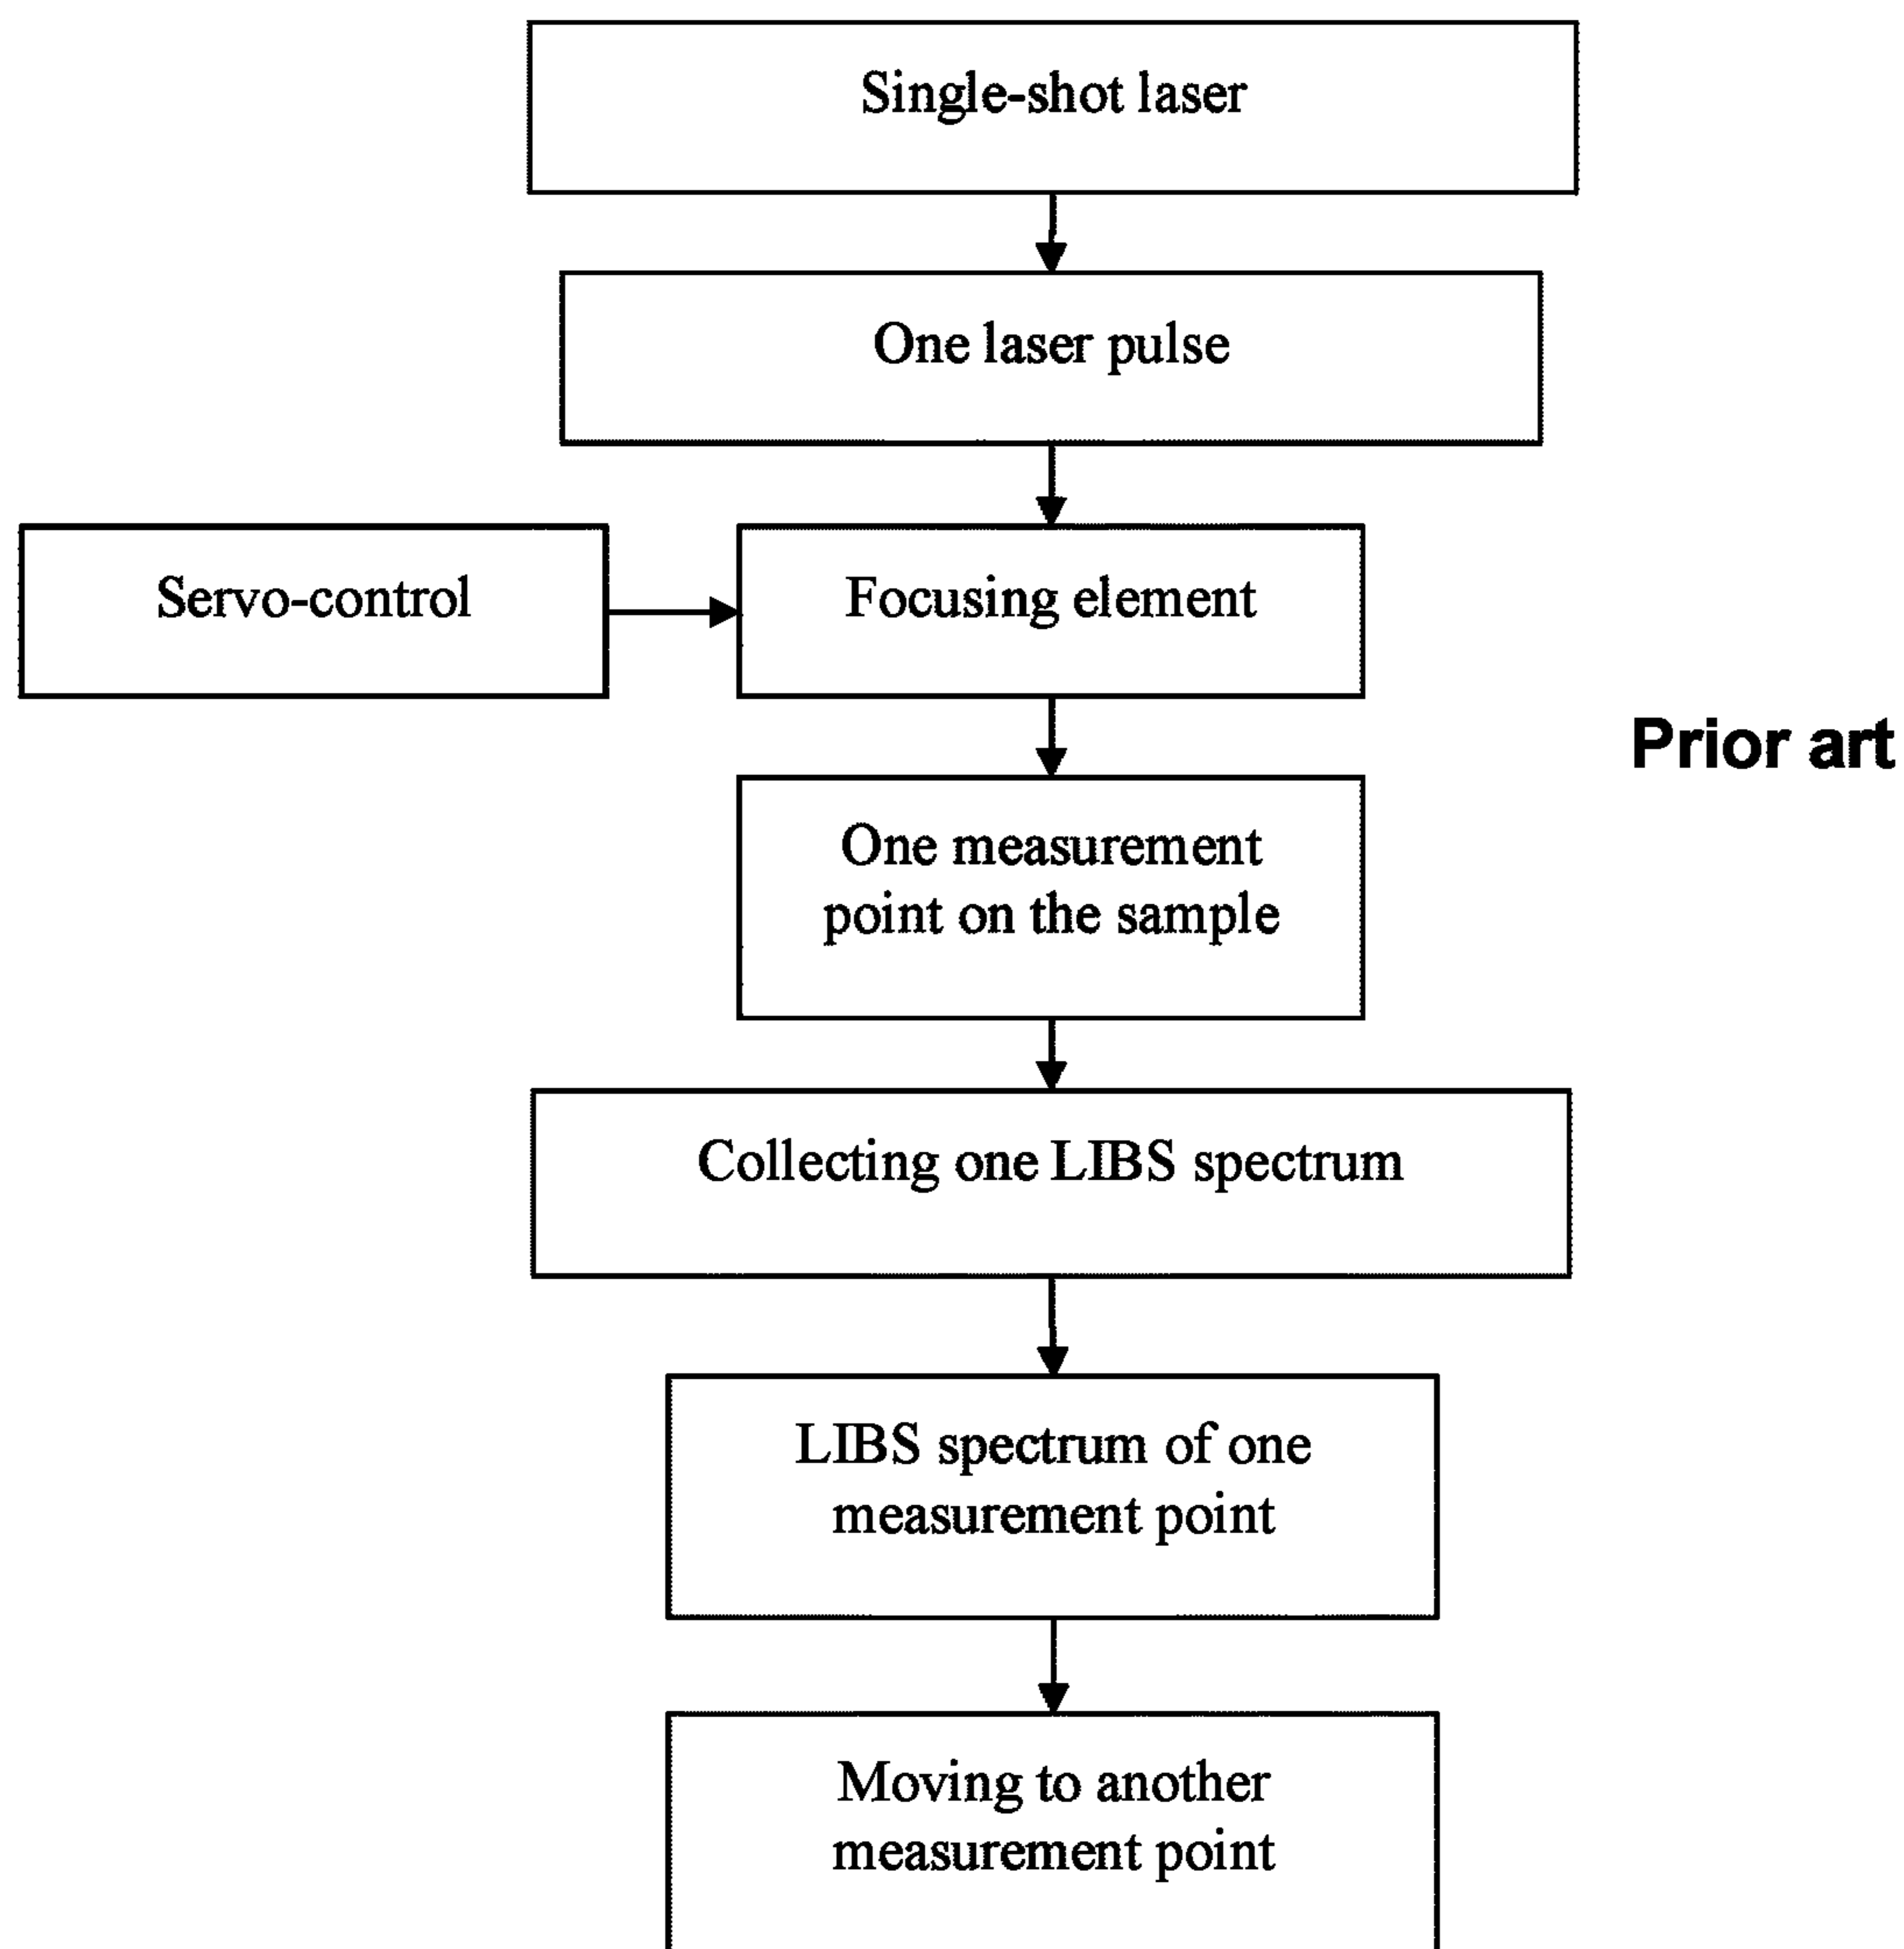 Single-shot laser
One laser pulse
Servo-control
Focusing element
Prior art
One measurement
point on the sample
Collecting one LIBS spectrum
LIBS spectrum of one
measurement point
Moving to another
measurement point